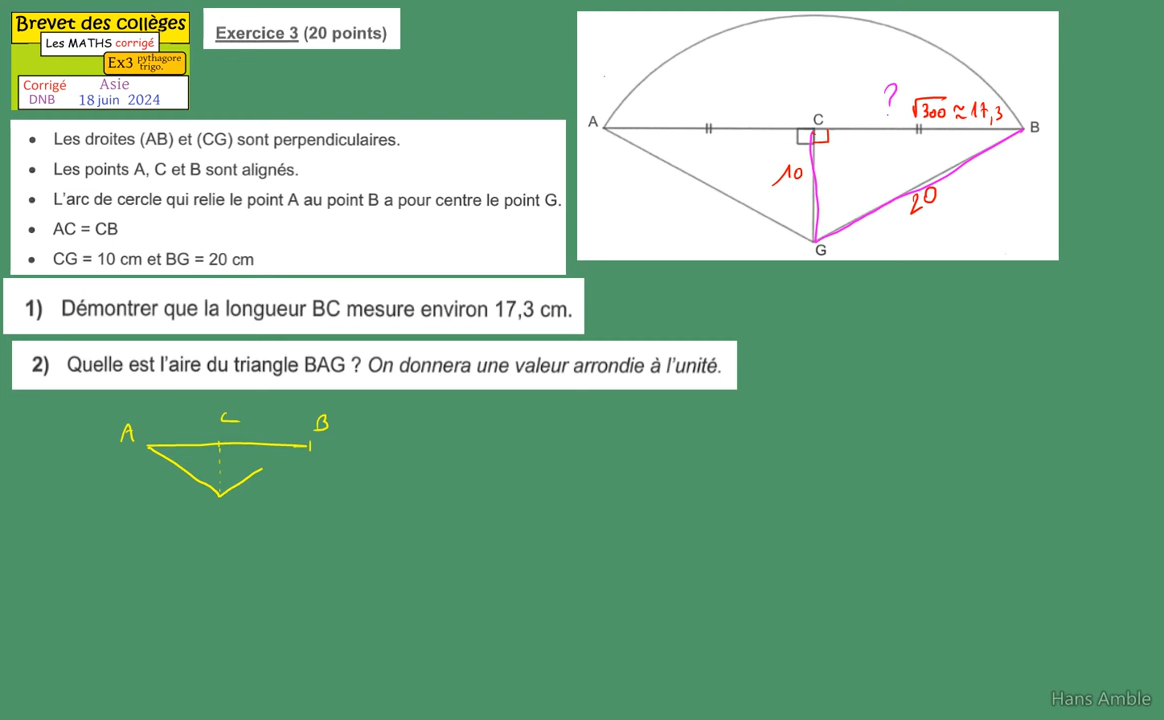 Brevet des collèges
Les MATHS corrigé
Ex3 pythagore trigo.
Corrigé Asie
DNB 18 juin 2024
Exercice 3 (20 points)
• Les droites (AB) et (CG) sont perpendiculaires.
• Les points A, C et B sont alignés.
• L'arc de cercle qui relie le point A au point B a pour centre le point G.
• AC = CB
• CG = 10 cm et BG = 20 cm
?
A C √300 ≈ 17,3 B
10
20
G
1) Démontrer que la longueur BC mesure environ 17,3 cm.
2) Quelle est l'aire du triangle BAG ? On donnera une valeur arrondie à l'unité.
A C B
Hans Amble